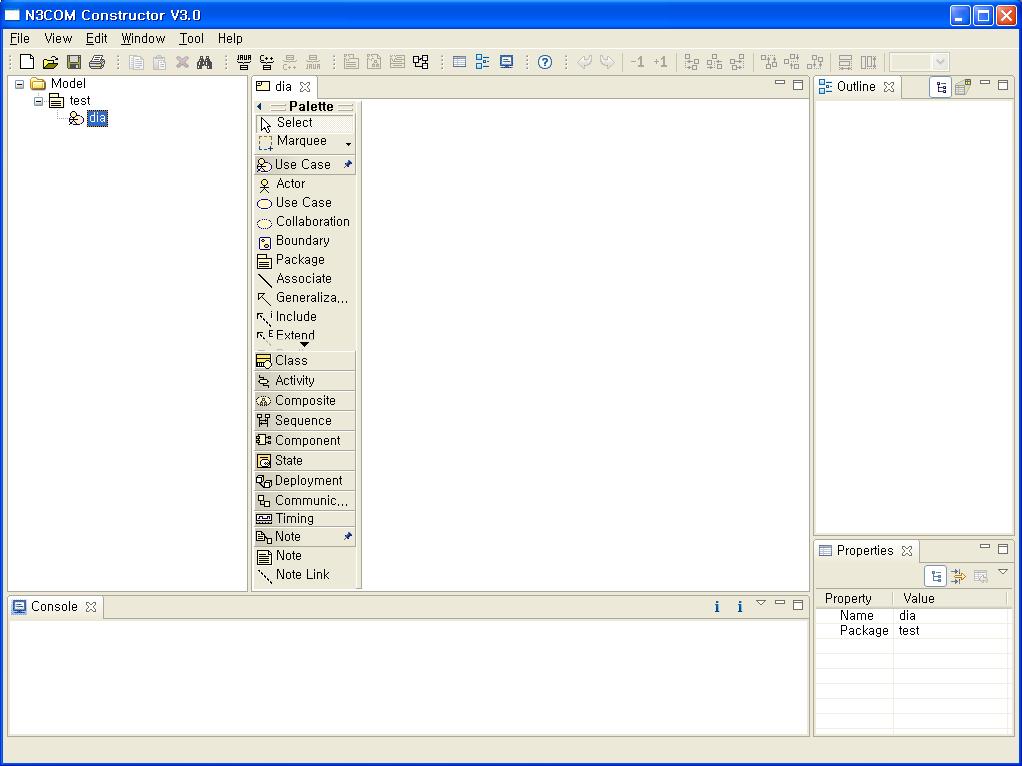 N3COM Constructor V3.0
File View Edit Window Tool Help
JAVA C++ C++ JAVA -1 +1
Model
test
dia
dia
Palette
Select
Marquee
Use Case
Actor
Use Case
Collaboration
Boundary
Package
Associate
Generaliza...
Include
Extend
Class
Activity
Composite
Sequence
Component
State
Deployment
Communic...
Timing
Note
Note
Note Link
Outline
Properties
Property Value
Name dia
Package test
Console